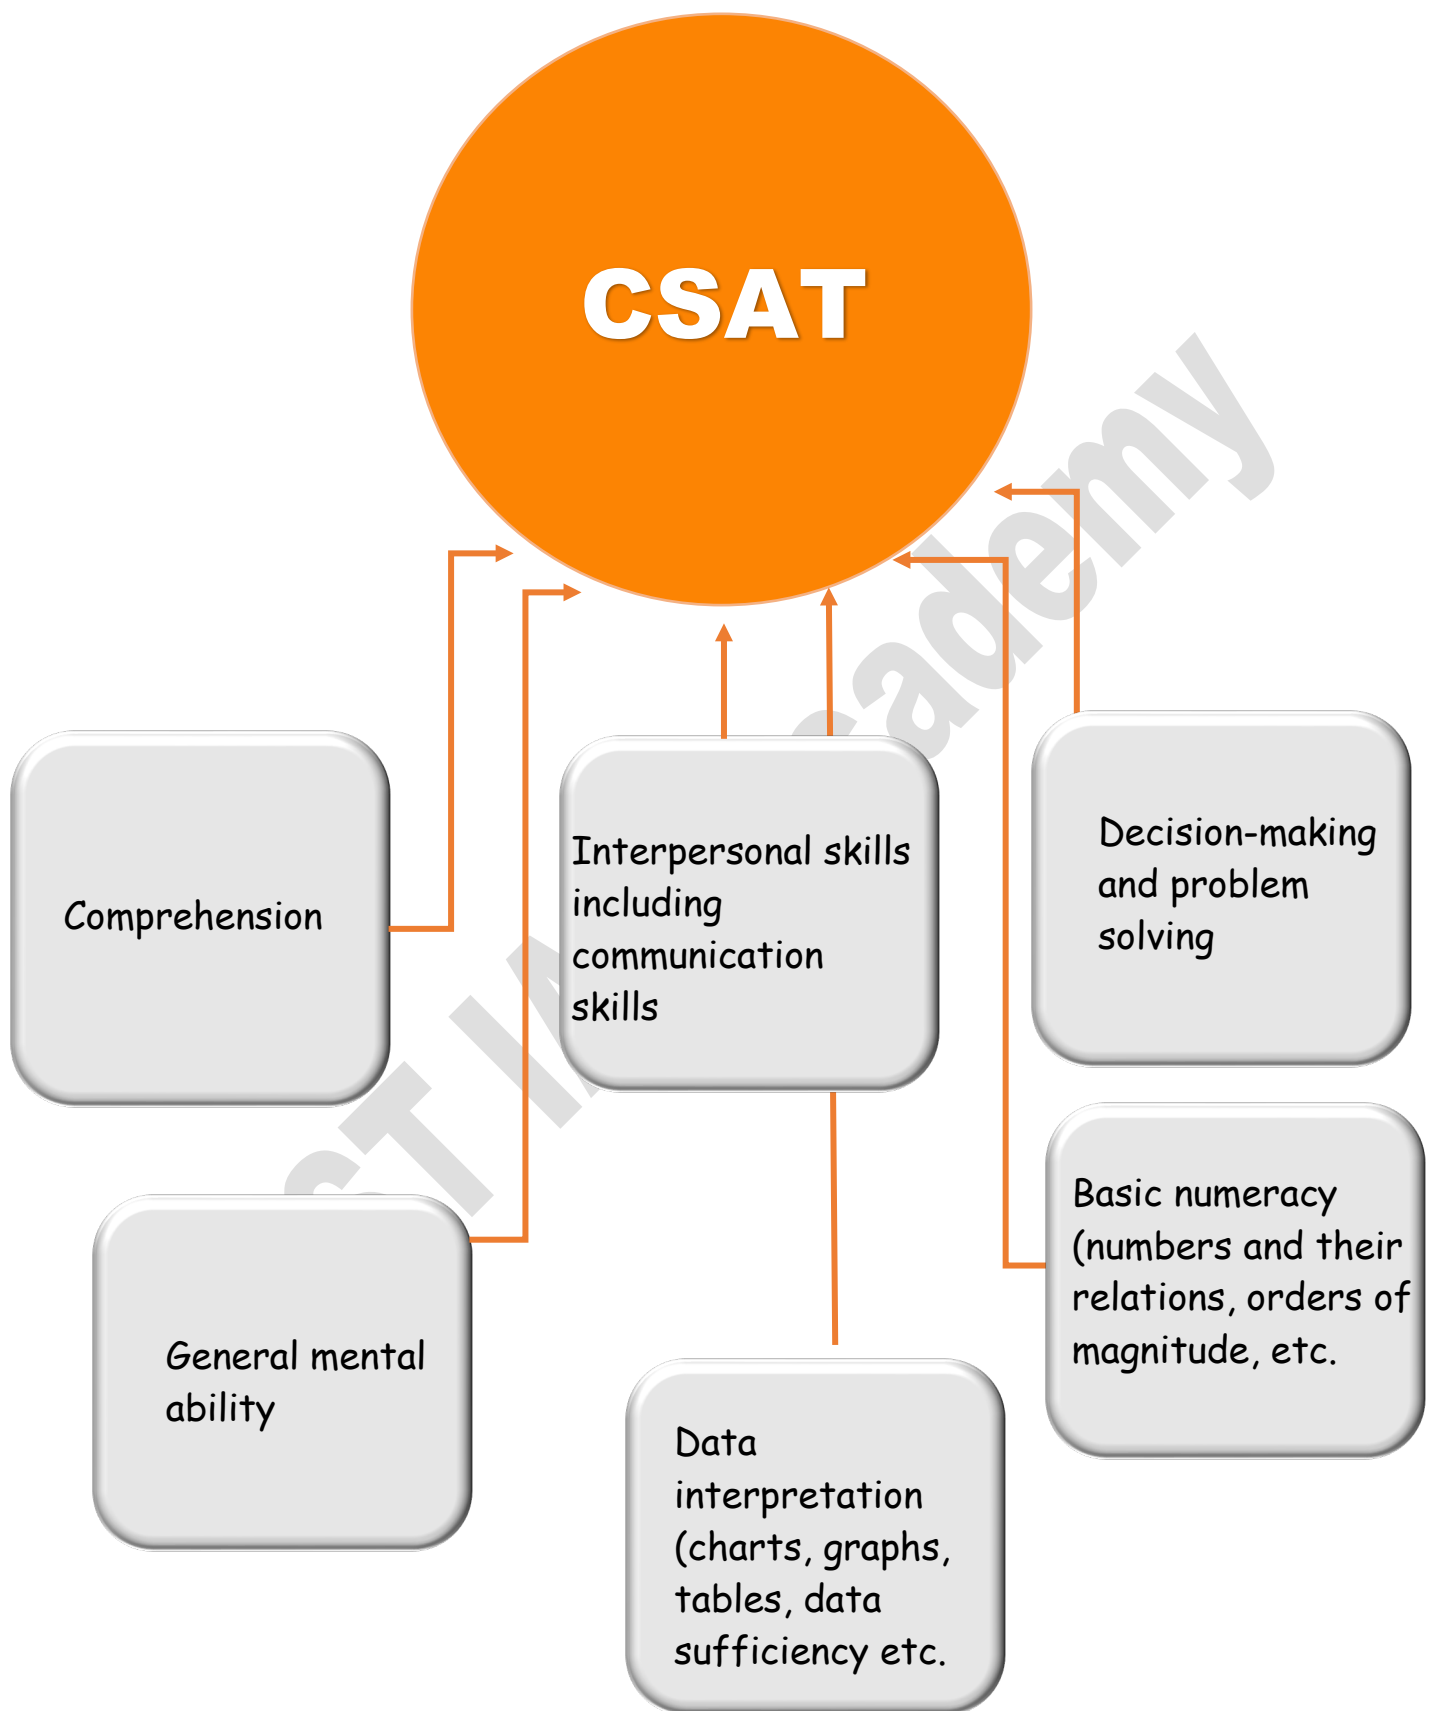 CSAT
Comprehension
Interpersonal skills
including
communication
skills
Decision-making
and problem
solving
General mental
ability
Basic numeracy
(numbers and their
relations, orders of
magnitude, etc.
Data
interpretation
(charts, graphs,
tables, data
sufficiency etc.